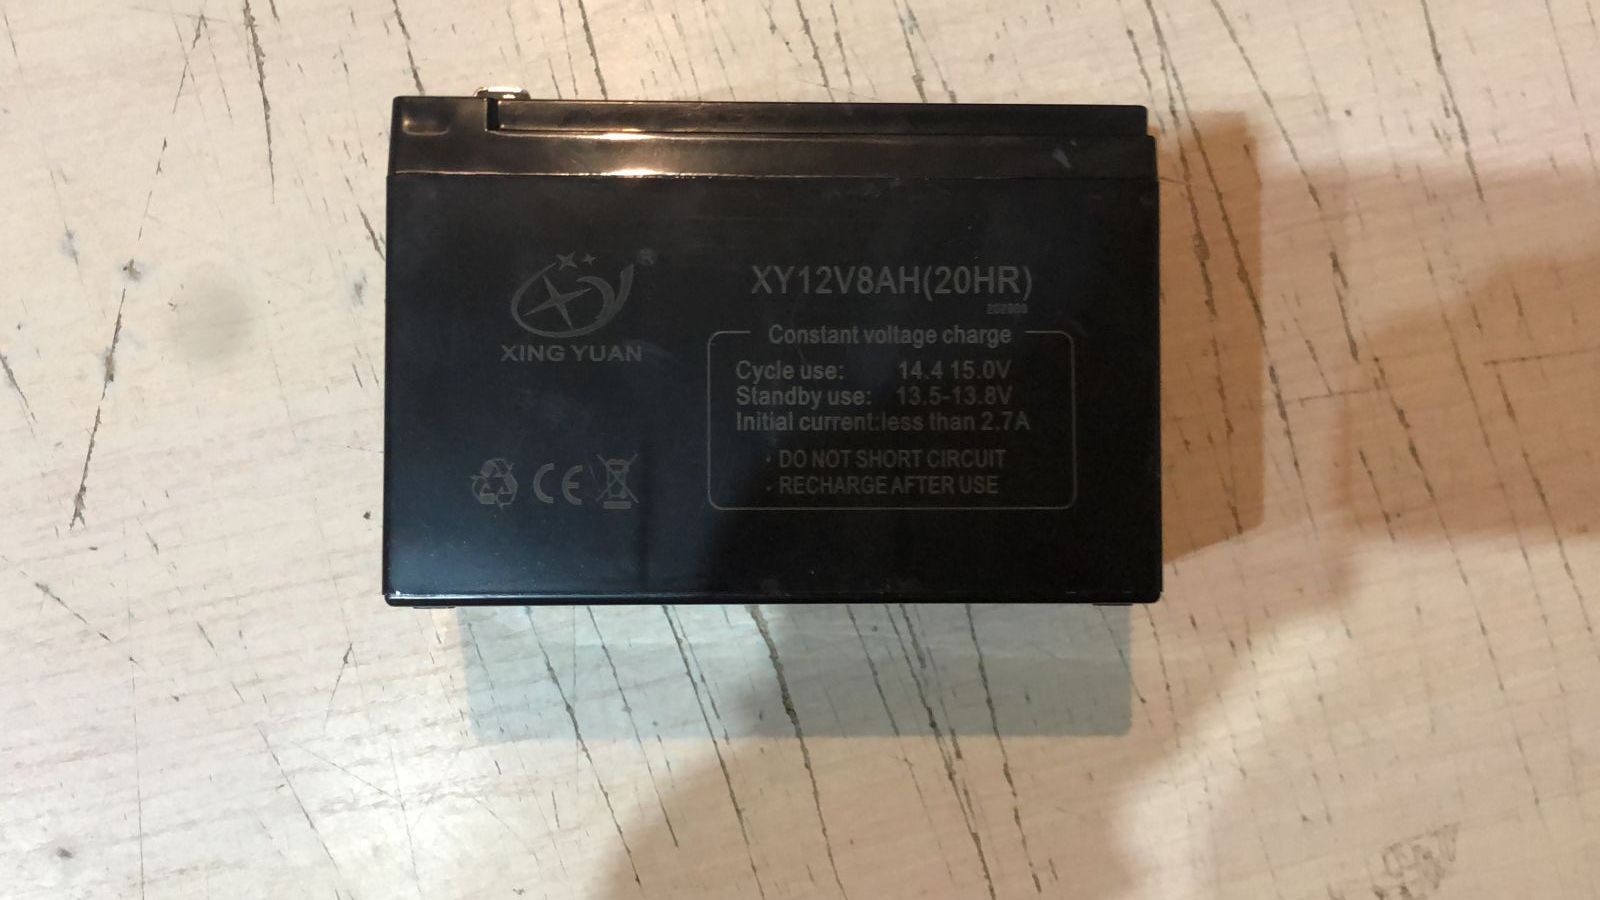 ®
XING YUAN
XY12V8AH(20HR)
Constant voltage charge
Cycle use: 14.4 15.0V
Standby use: 13.5-13.8V
Initial current:less than 2.7A
· DO NOT SHORT CIRCUIT
· RECHARGE AFTER USE
CE